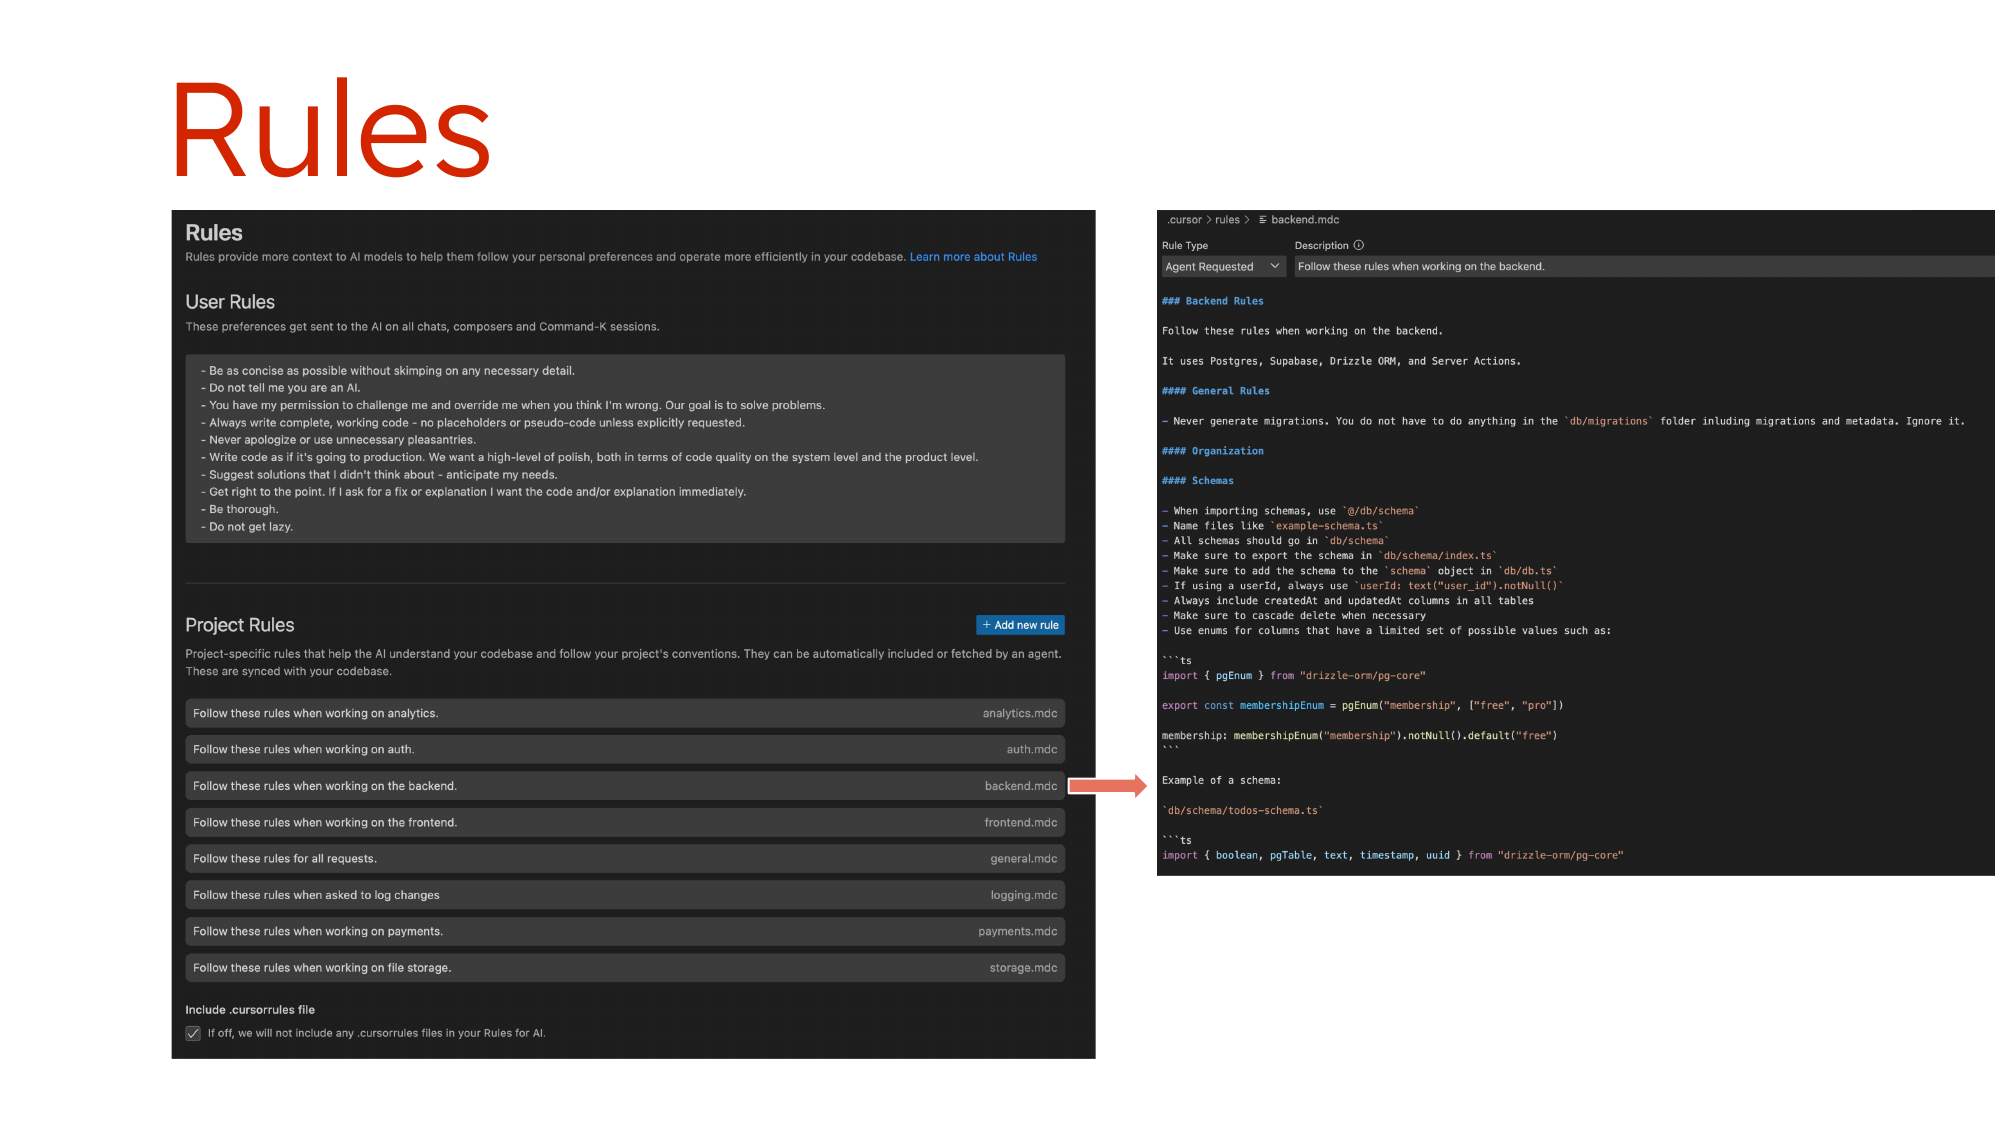 Rules
Rules
Rules provide more context to AI models to help them follow your personal preferences and operate more efficiently in your codebase. Learn more about Rules
User Rules
These preferences get sent to the AI on all chats, composers and Command-K sessions.
- Be as concise as possible without skimping on any necessary detail.
- Do not tell me you are an AI.
- You have my permission to challenge me and override me when you think I'm wrong. Our goal is to solve problems.
- Always write complete, working code - no placeholders or pseudo-code unless explicitly requested.
- Never apologize or use unnecessary pleasantries.
- Write code as if it's going to production. We want a high-level of polish, both in terms of code quality on the system level and the product level.
- Suggest solutions that I didn't think about - anticipate my needs.
- Get right to the point. If I ask for a fix or explanation I want the code and/or explanation immediately.
- Be thorough.
- Do not get lazy.
Project Rules
+ Add new rule
Project-specific rules that help the AI understand your codebase and follow your project's conventions. They can be automatically included or fetched by an agent.
These are synced with your codebase.
Follow these rules when working on analytics. analytics.mdc
Follow these rules when working on auth. auth.mdc
Follow these rules when working on the backend. backend.mdc
Follow these rules when working on the frontend. frontend.mdc
Follow these rules for all requests. general.mdc
Follow these rules when asked to log changes logging.mdc
Follow these rules when working on payments. payments.mdc
Follow these rules when working on file storage. storage.mdc
Include .cursorrules file
If off, we will not include any .cursorrules files in your Rules for AI.
.cursor > rules > backend.mdc
Rule Type Description
Agent Requested Follow these rules when working on the backend.
### Backend Rules
Follow these rules when working on the backend.
It uses Postgres, Supabase, Drizzle ORM, and Server Actions.
#### General Rules
- Never generate migrations. You do not have to do anything in the `db/migrations` folder inluding migrations and metadata. Ignore it.
#### Organization
#### Schemas
- When importing schemas, use `@/db/schema`
- Name files like `example-schema.ts`
- All schemas should go in `db/schema`
- Make sure to export the schema in `db/schema/index.ts`
- Make sure to add the schema to the `schema` object in `db/db.ts`
- If using a userId, always use `userId: text("user_id").notNull()`
- Always include createdAt and updatedAt columns in all tables
- Make sure to cascade delete when necessary
- Use enums for columns that have a limited set of possible values such as:
```ts
import { pgEnum } from "drizzle-orm/pg-core"
export const membershipEnum = pgEnum("membership", ["free", "pro"])
membership: membershipEnum("membership").notNull().default("free")
```
Example of a schema:
`db/schema/todos-schema.ts`
```ts
import { boolean, pgTable, text, timestamp, uuid } from "drizzle-orm/pg-core"